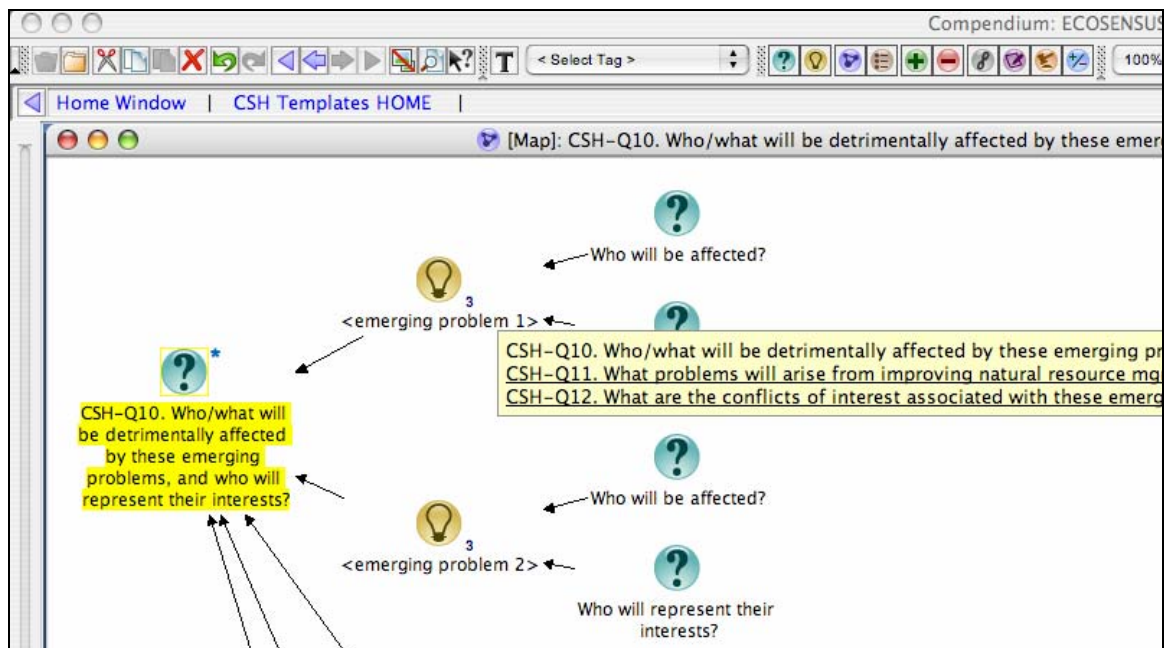 Compendium: ECOSENSUS
T
< Select Tag >
100%
Home Window | CSH Templates HOME |
[Map]: CSH-Q10. Who/what will be detrimentally affected by these emer
Who will be affected?
3
<emerging problem 1>
CSH-Q10. Who/what will be detrimentally affected by these emerging pr
CSH-Q11. What problems will arise from improving natural resource mg
CSH-Q12. What are the conflicts of interest associated with these emerg
*
CSH-Q10. Who/what will
be detrimentally affected
by these emerging
problems, and who will
represent their interests?
Who will be affected?
3
<emerging problem 2>
Who will represent their
interests?